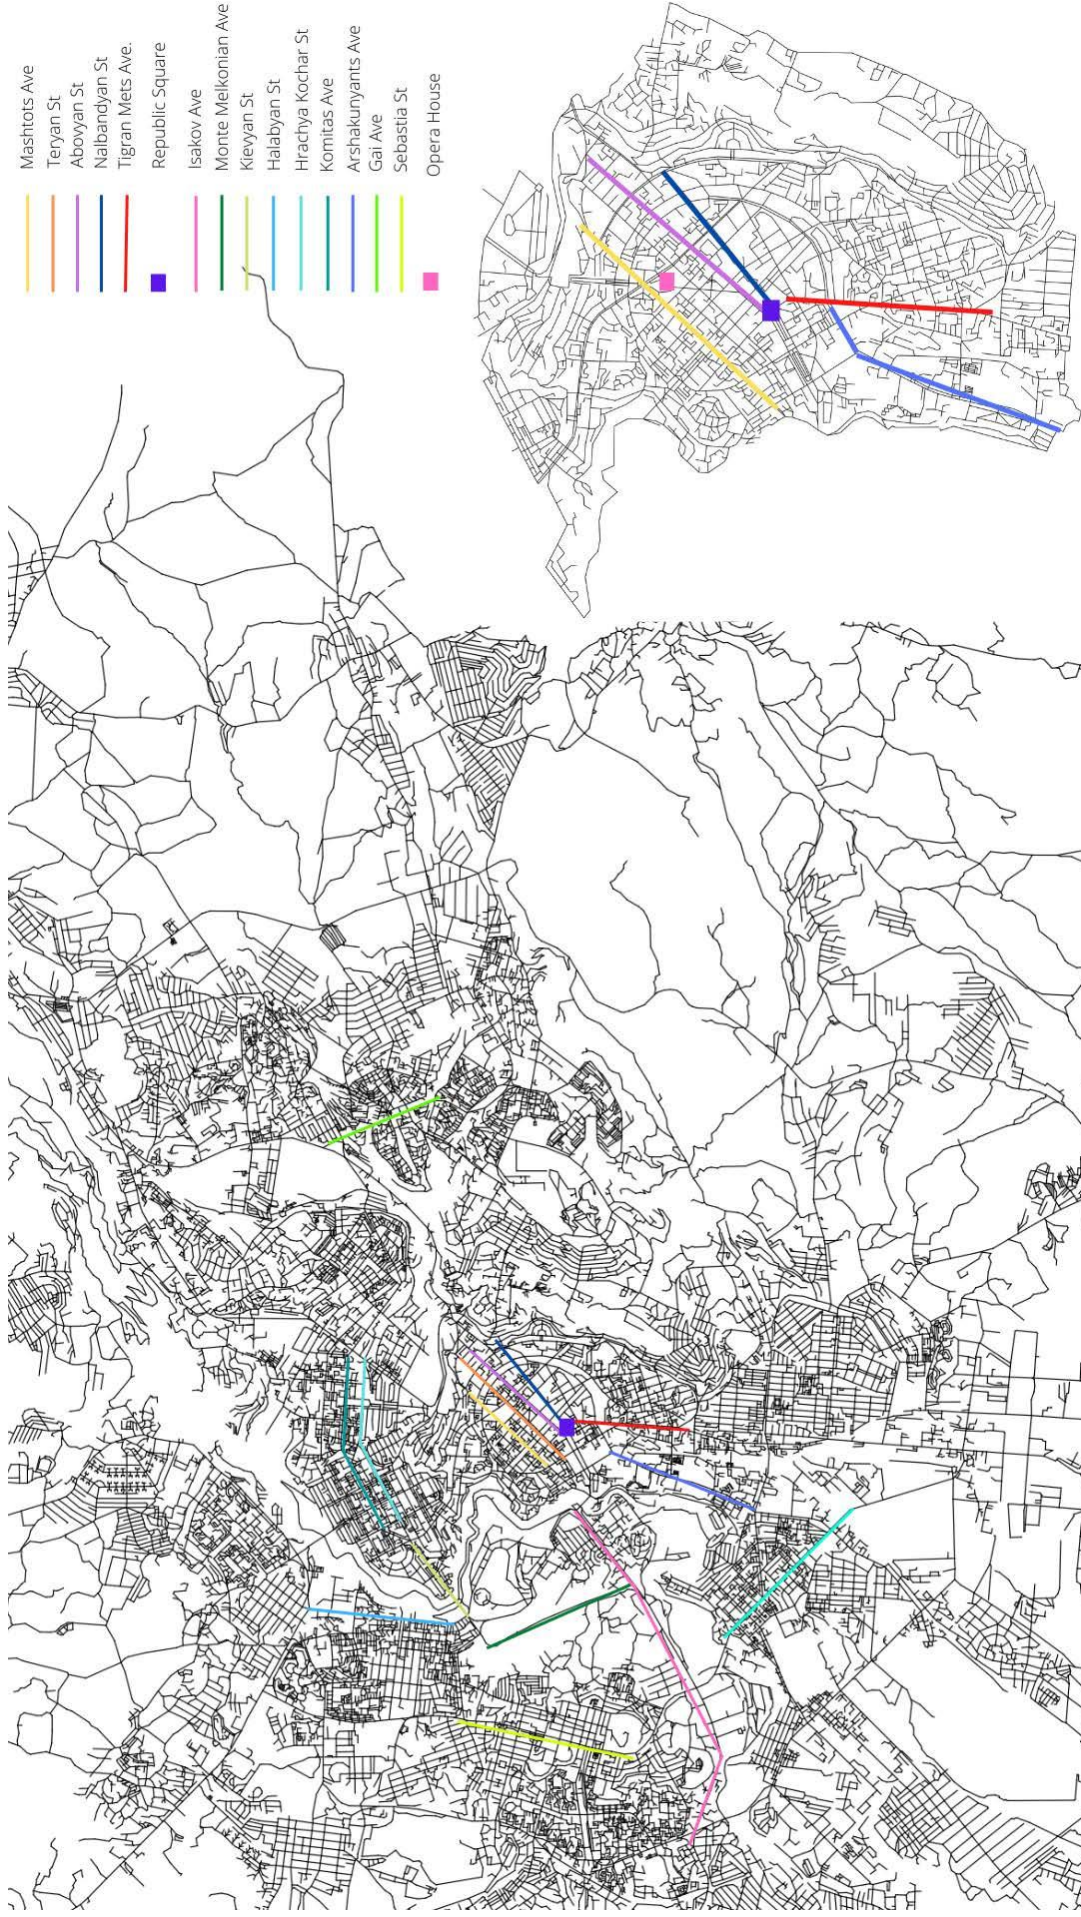 Mashtots Ave
Teryan St
Abovyan St
Nalbandyan St
Tigran Mets Ave.
Republic Square
Isakov Ave
Monte Melkonian Ave
Kievyan St
Halabyan St
Hrachya Kochar St
Komitas Ave
Arshakunyants Ave
Gai Ave
Sebastia St
Opera House